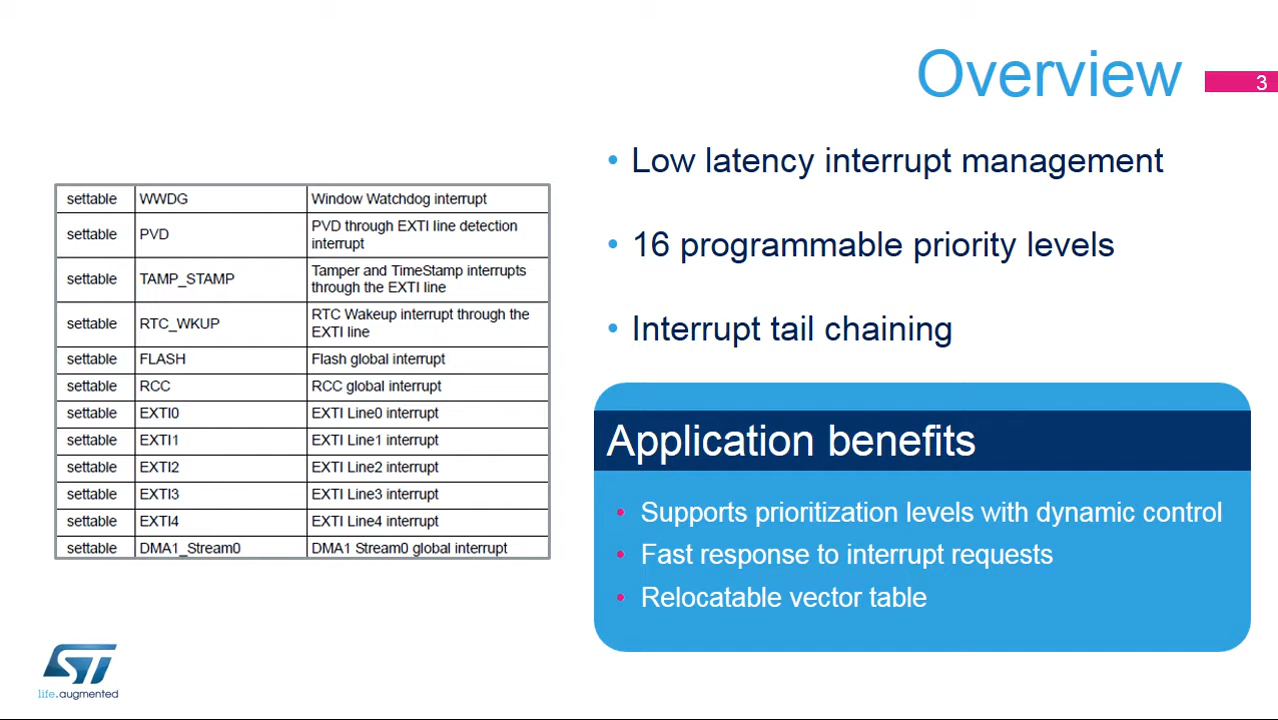 Overview
3
settable WWDG Window Watchdog interrupt
settable PVD PVD through EXTI line detection
interrupt
settable TAMP_STAMP Tamper and TimeStamp interrupts
through the EXTI line
settable RTC_WKUP RTC Wakeup interrupt through the
EXTI line
settable FLASH Flash global interrupt
settable RCC RCC global interrupt
settable EXTI0 EXTI Line0 interrupt
settable EXTI1 EXTI Line1 interrupt
settable EXTI2 EXTI Line2 interrupt
settable EXTI3 EXTI Line3 interrupt
settable EXTI4 EXTI Line4 interrupt
settable DMA1_Stream0 DMA1 Stream0 global interrupt
• Low latency interrupt management
• 16 programmable priority levels
• Interrupt tail chaining
Application benefits
• Supports prioritization levels with dynamic control
• Fast response to interrupt requests
• Relocatable vector table
ST
life.augmented